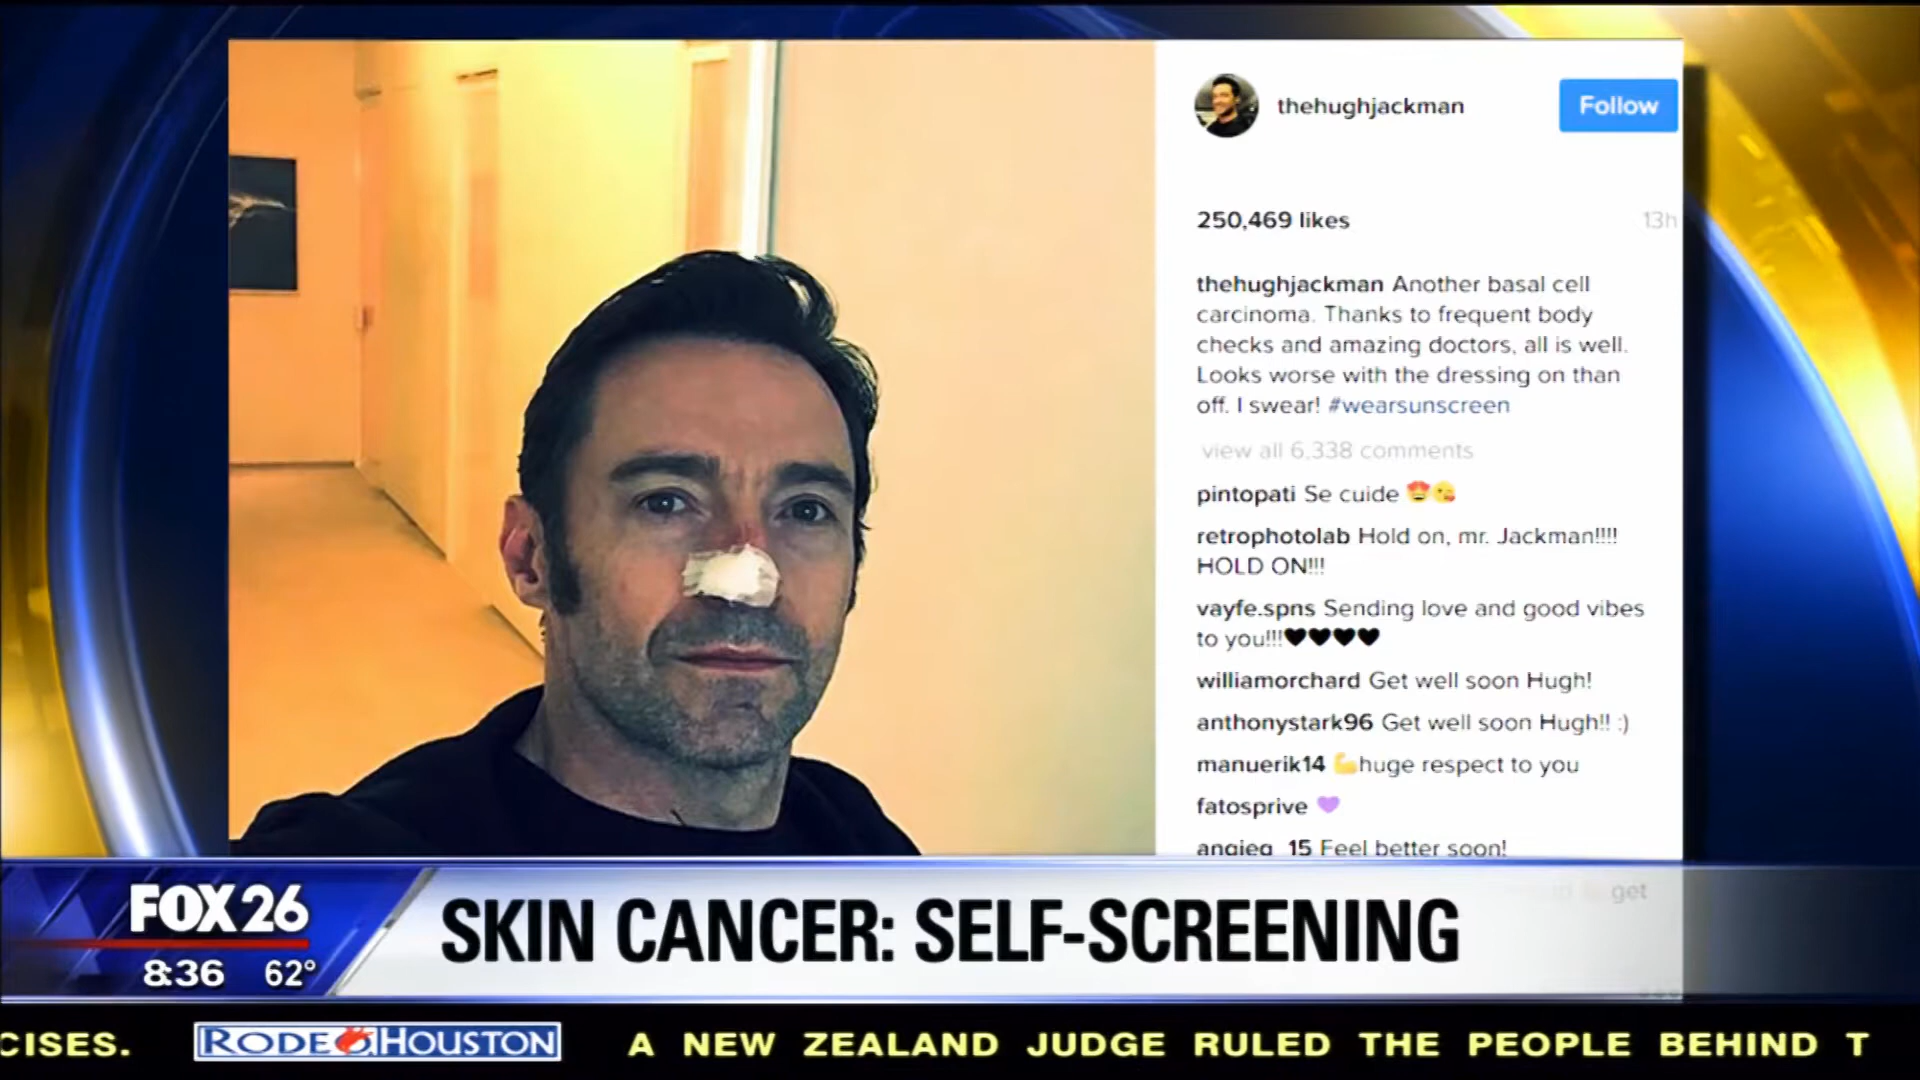 thehughjackman
Follow
250,469 likes
13h
thehughjackman Another basal cell
carcinoma. Thanks to frequent body
checks and amazing doctors, all is well.
Looks worse with the dressing on than
off. I swear! #wearsunscreen
view all 6,338 comments
pintopati Se cuide 😍😘
retrophotolab Hold on, mr. Jackman!!!!
HOLD ON!!!
vayfe.spns Sending love and good vibes
to you!!!🖤🖤🖤🖤
williamorchard Get well soon Hugh!
anthonystark96 Get well soon Hugh!! :)
manuerik14 💪huge respect to you
fatosprive 💜
angieg_15 Feel better soon!
get
FOX 26
8:36 62°
SKIN CANCER: SELF-SCREENING
CISES.
RODEOHOUSTON
A NEW ZEALAND JUDGE RULED THE PEOPLE BEHIND T